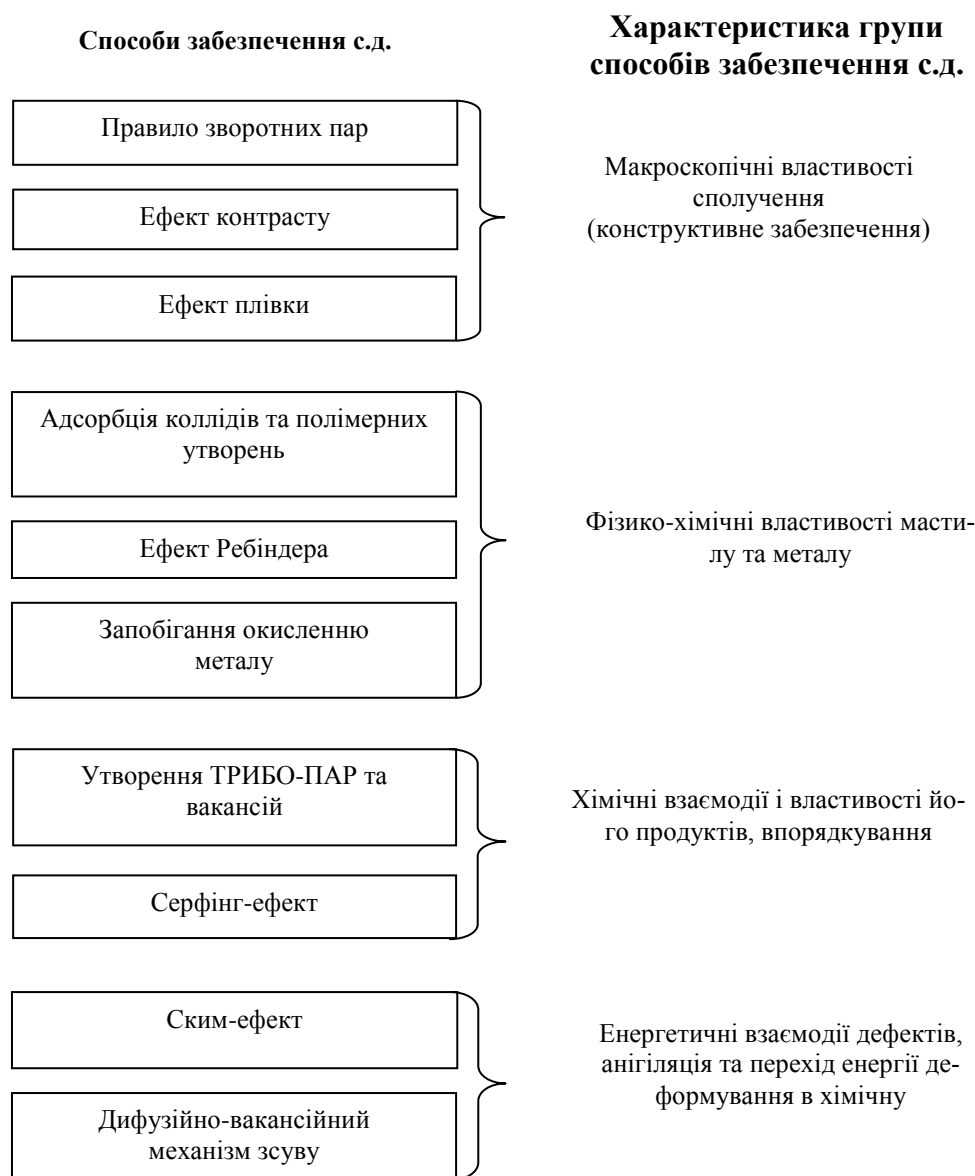 Способи забезпечення с.д.
Характеристика групи
способів забезпечення с.д.
Правило зворотних пар
Ефект контрасту
Ефект плівки
Макроскопічні властивості
сполучення
(конструктивне забезпечення)
Адсорбція коллідів та полімерних
утворень
Ефект Ребіндера
Запобігання окисленню
металу
Фізико-хімічні властивості масти-
лу та металу
Утворення ТРИБО-ПАР та
вакансій
Серфінг-ефект
Хімічні взаємодії і властивості йо-
го продуктів, впорядкування
Ским-ефект
Дифузійно-вакансійний
механізм зсуву
Енергетичні взаємодії дефектів,
анігіляція та перехід енергії де-
формування в хімічну